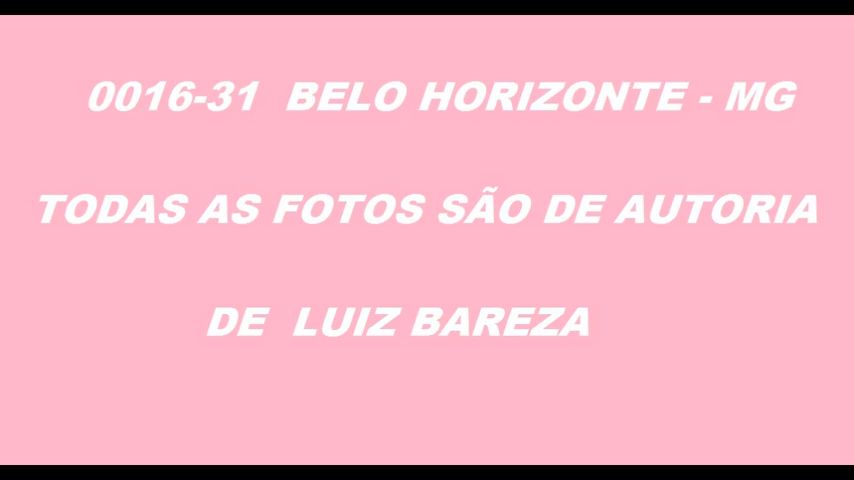 0016-31 BELO HORIZONTE - MG
TODAS AS FOTOS SÃO DE AUTORIA
DE LUIZ BAREZA